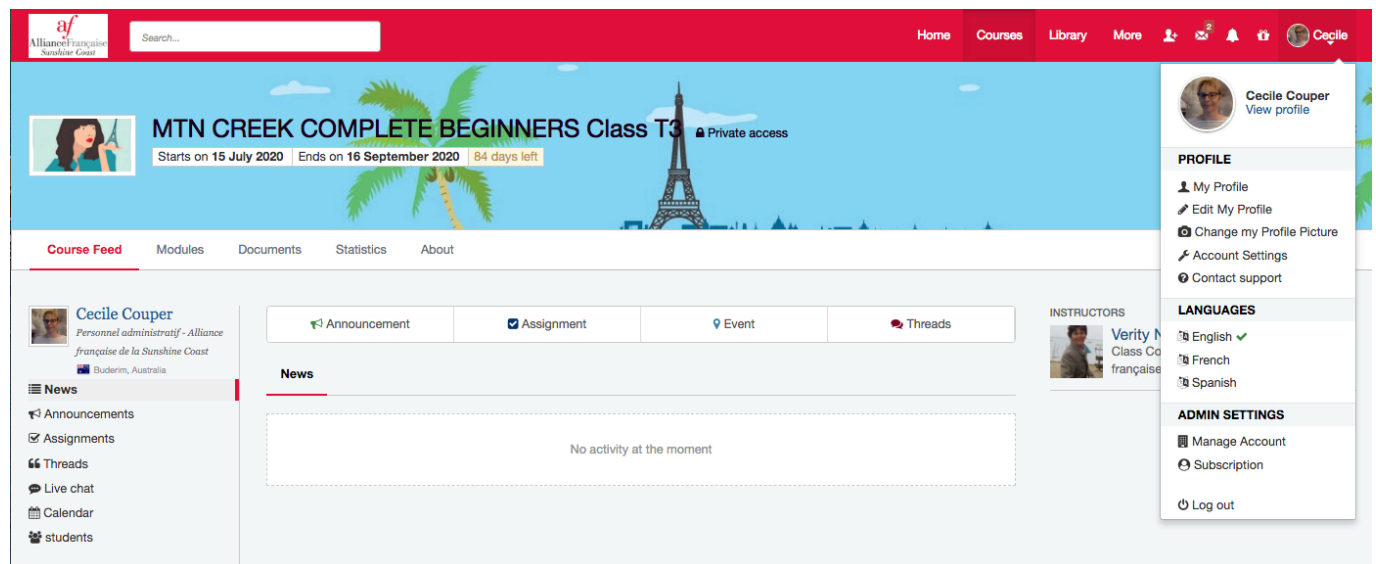 af
AllianceFrançaise
Sunshine Coast
Search...
Home Courses Library More 2 Cecile
MTN CREEK COMPLETE BEGINNERS Class T3 Private access
Starts on 15 July 2020 Ends on 16 September 2020 84 days left
Course Feed Modules Documents Statistics About
Cecile Couper
Personnel administratif - Alliance
française de la Sunshine Coast
Buderim, Australia
News
Announcements
Assignments
Threads
Live chat
Calendar
students
Announcement Assignment Event Threads
News
No activity at the moment
INSTRUCTORS
Verity N
Class Co
française
Cecile Couper
View profile
PROFILE
My Profile
Edit My Profile
Change my Profile Picture
Account Settings
Contact support
LANGUAGES
English
French
Spanish
ADMIN SETTINGS
Manage Account
Subscription
Log out